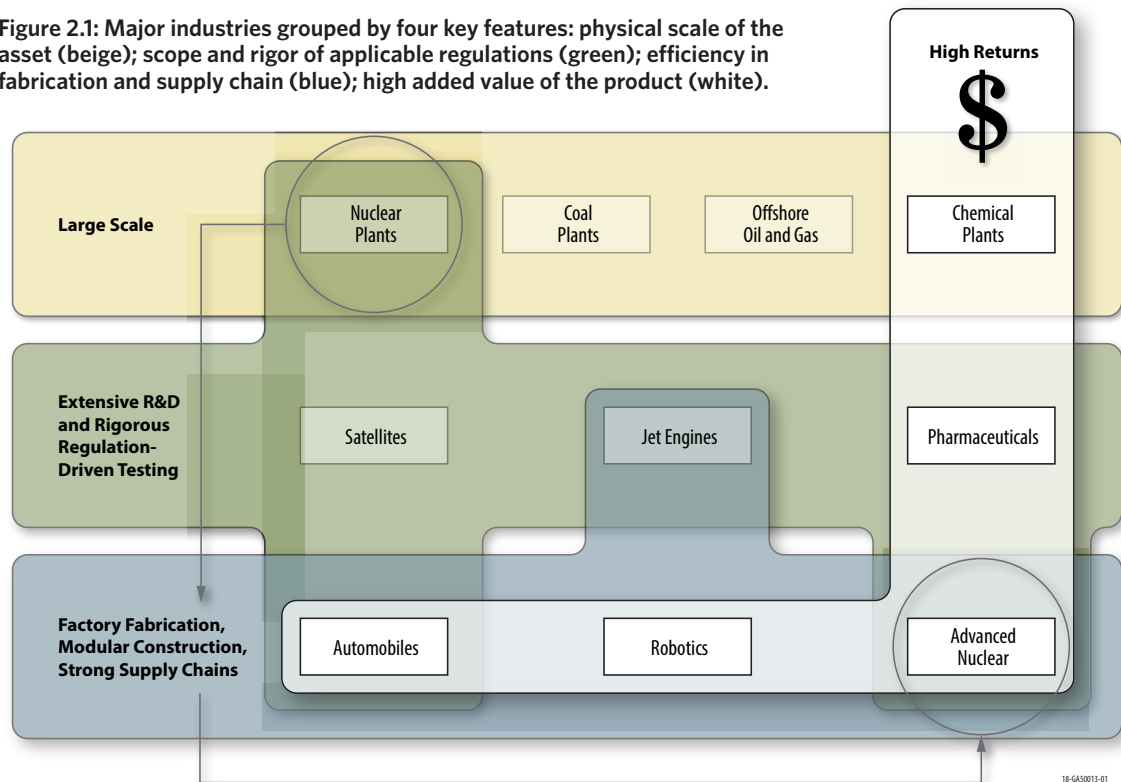 Figure 2.1: Major industries grouped by four key features: physical scale of the
asset (beige); scope and rigor of applicable regulations (green); efficiency in
fabrication and supply chain (blue); high added value of the product (white).
High Returns
$
Large Scale
Nuclear
Plants
Coal
Plants
Offshore
Oil and Gas
Chemical
Plants
Extensive R&D
and Rigorous
Regulation-
Driven Testing
Satellites
Jet Engines
Pharmaceuticals
Factory Fabrication,
Modular Construction,
Strong Supply Chains
Automobiles
Robotics
Advanced
Nuclear
18-GA50013-01